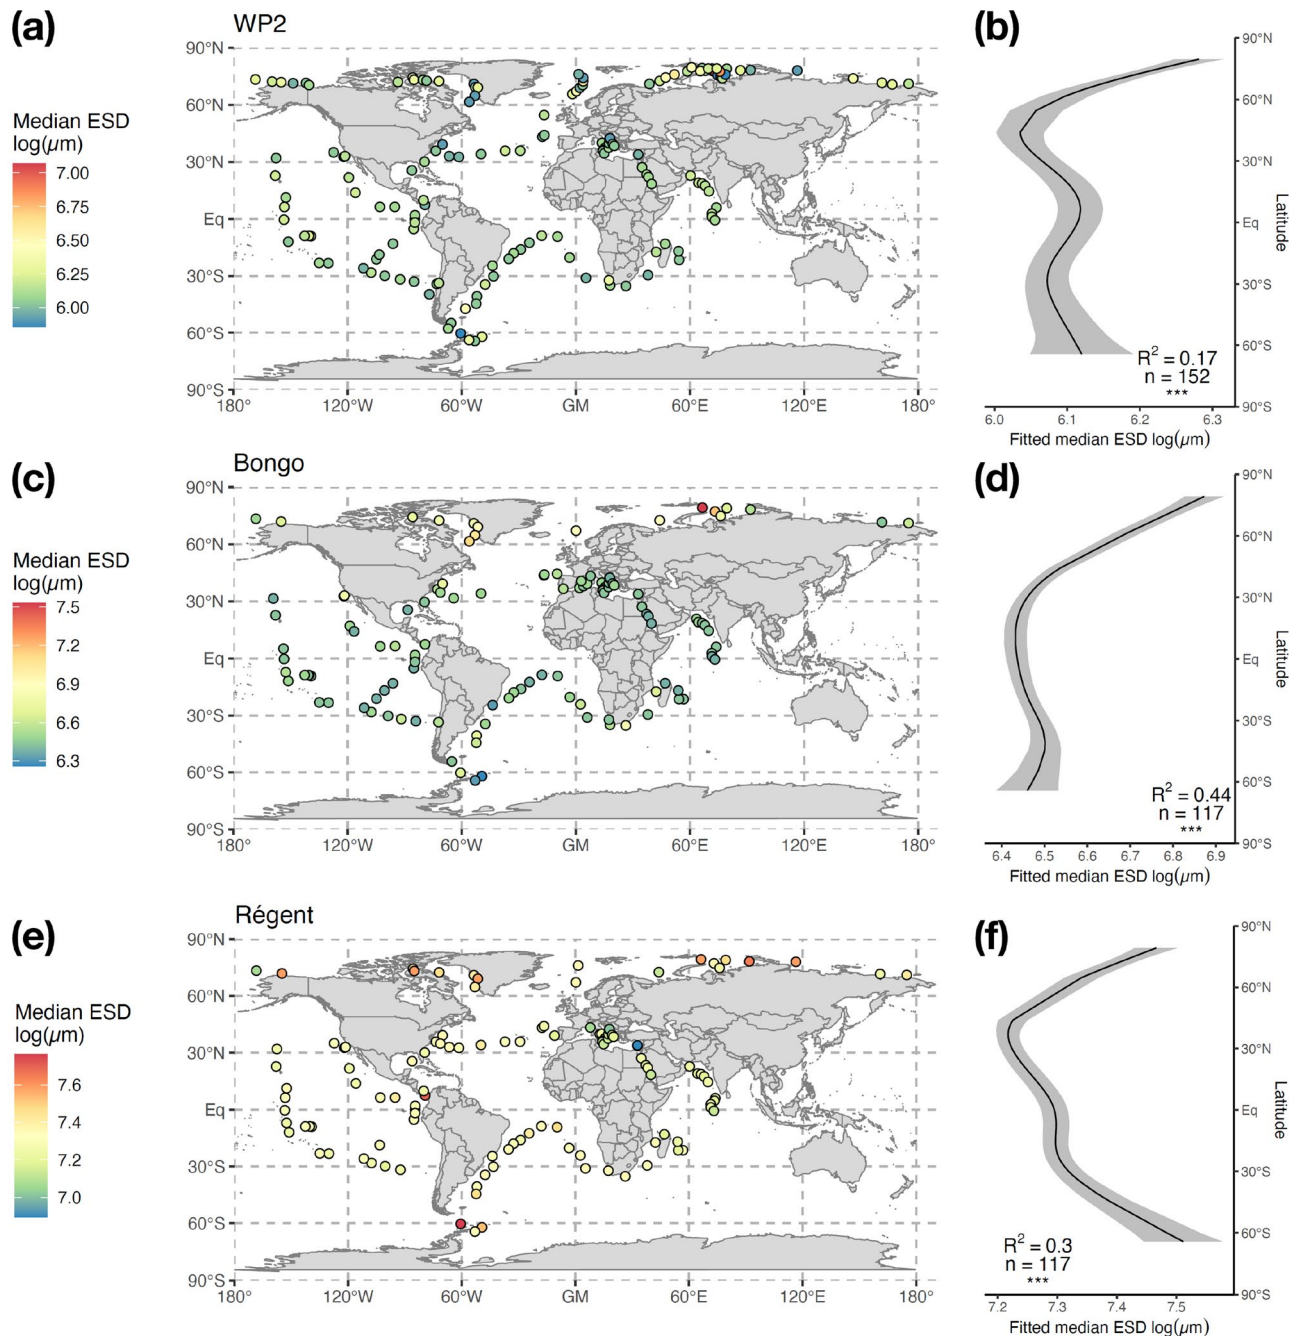 (a)
WP2
Median ESD
log(μm)
7.00
6.75
6.50
6.25
6.00
90°N
60°N
30°N
Eq
30°S
60°S
90°S
180°
120°W
60°W
GM
60°E
120°E
180°
(b)
90°N
60°N
30°N
Eq
30°S
60°S
90°S
Latitude
R² = 0.17
n = 152
***
6.0
6.1
6.2
6.3
Fitted median ESD log(μm)
(c)
Bongo
Median ESD
log(μm)
7.5
7.2
6.9
6.6
6.3
90°N
60°N
30°N
Eq
30°S
60°S
90°S
180°
120°W
60°W
GM
60°E
120°E
180°
(d)
90°N
60°N
30°N
Eq
30°S
60°S
90°S
Latitude
R² = 0.44
n = 117
***
6.4
6.5
6.6
6.7
6.8
6.9
Fitted median ESD log(μm)
(e)
Régent
Median ESD
log(μm)
7.6
7.4
7.2
7.0
90°N
60°N
30°N
Eq
30°S
60°S
90°S
180°
120°W
60°W
GM
60°E
120°E
180°
(f)
90°N
60°N
30°N
Eq
30°S
60°S
90°S
Latitude
R² = 0.3
n = 117
***
7.2
7.3
7.4
7.5
Fitted median ESD log(μm)